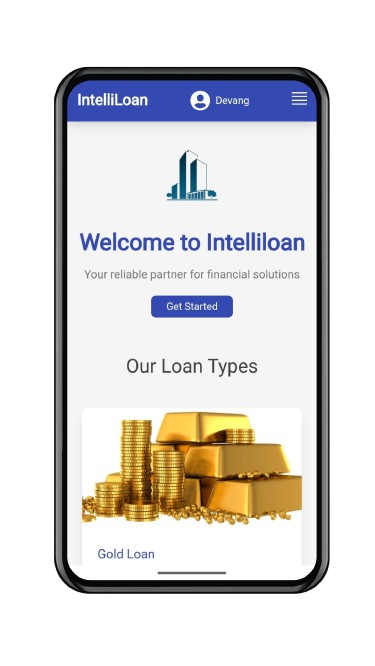 IntelliLoan
Devang
Welcome to Intelliloan
Your reliable partner for financial solutions
Get Started
Our Loan Types
Gold Loan